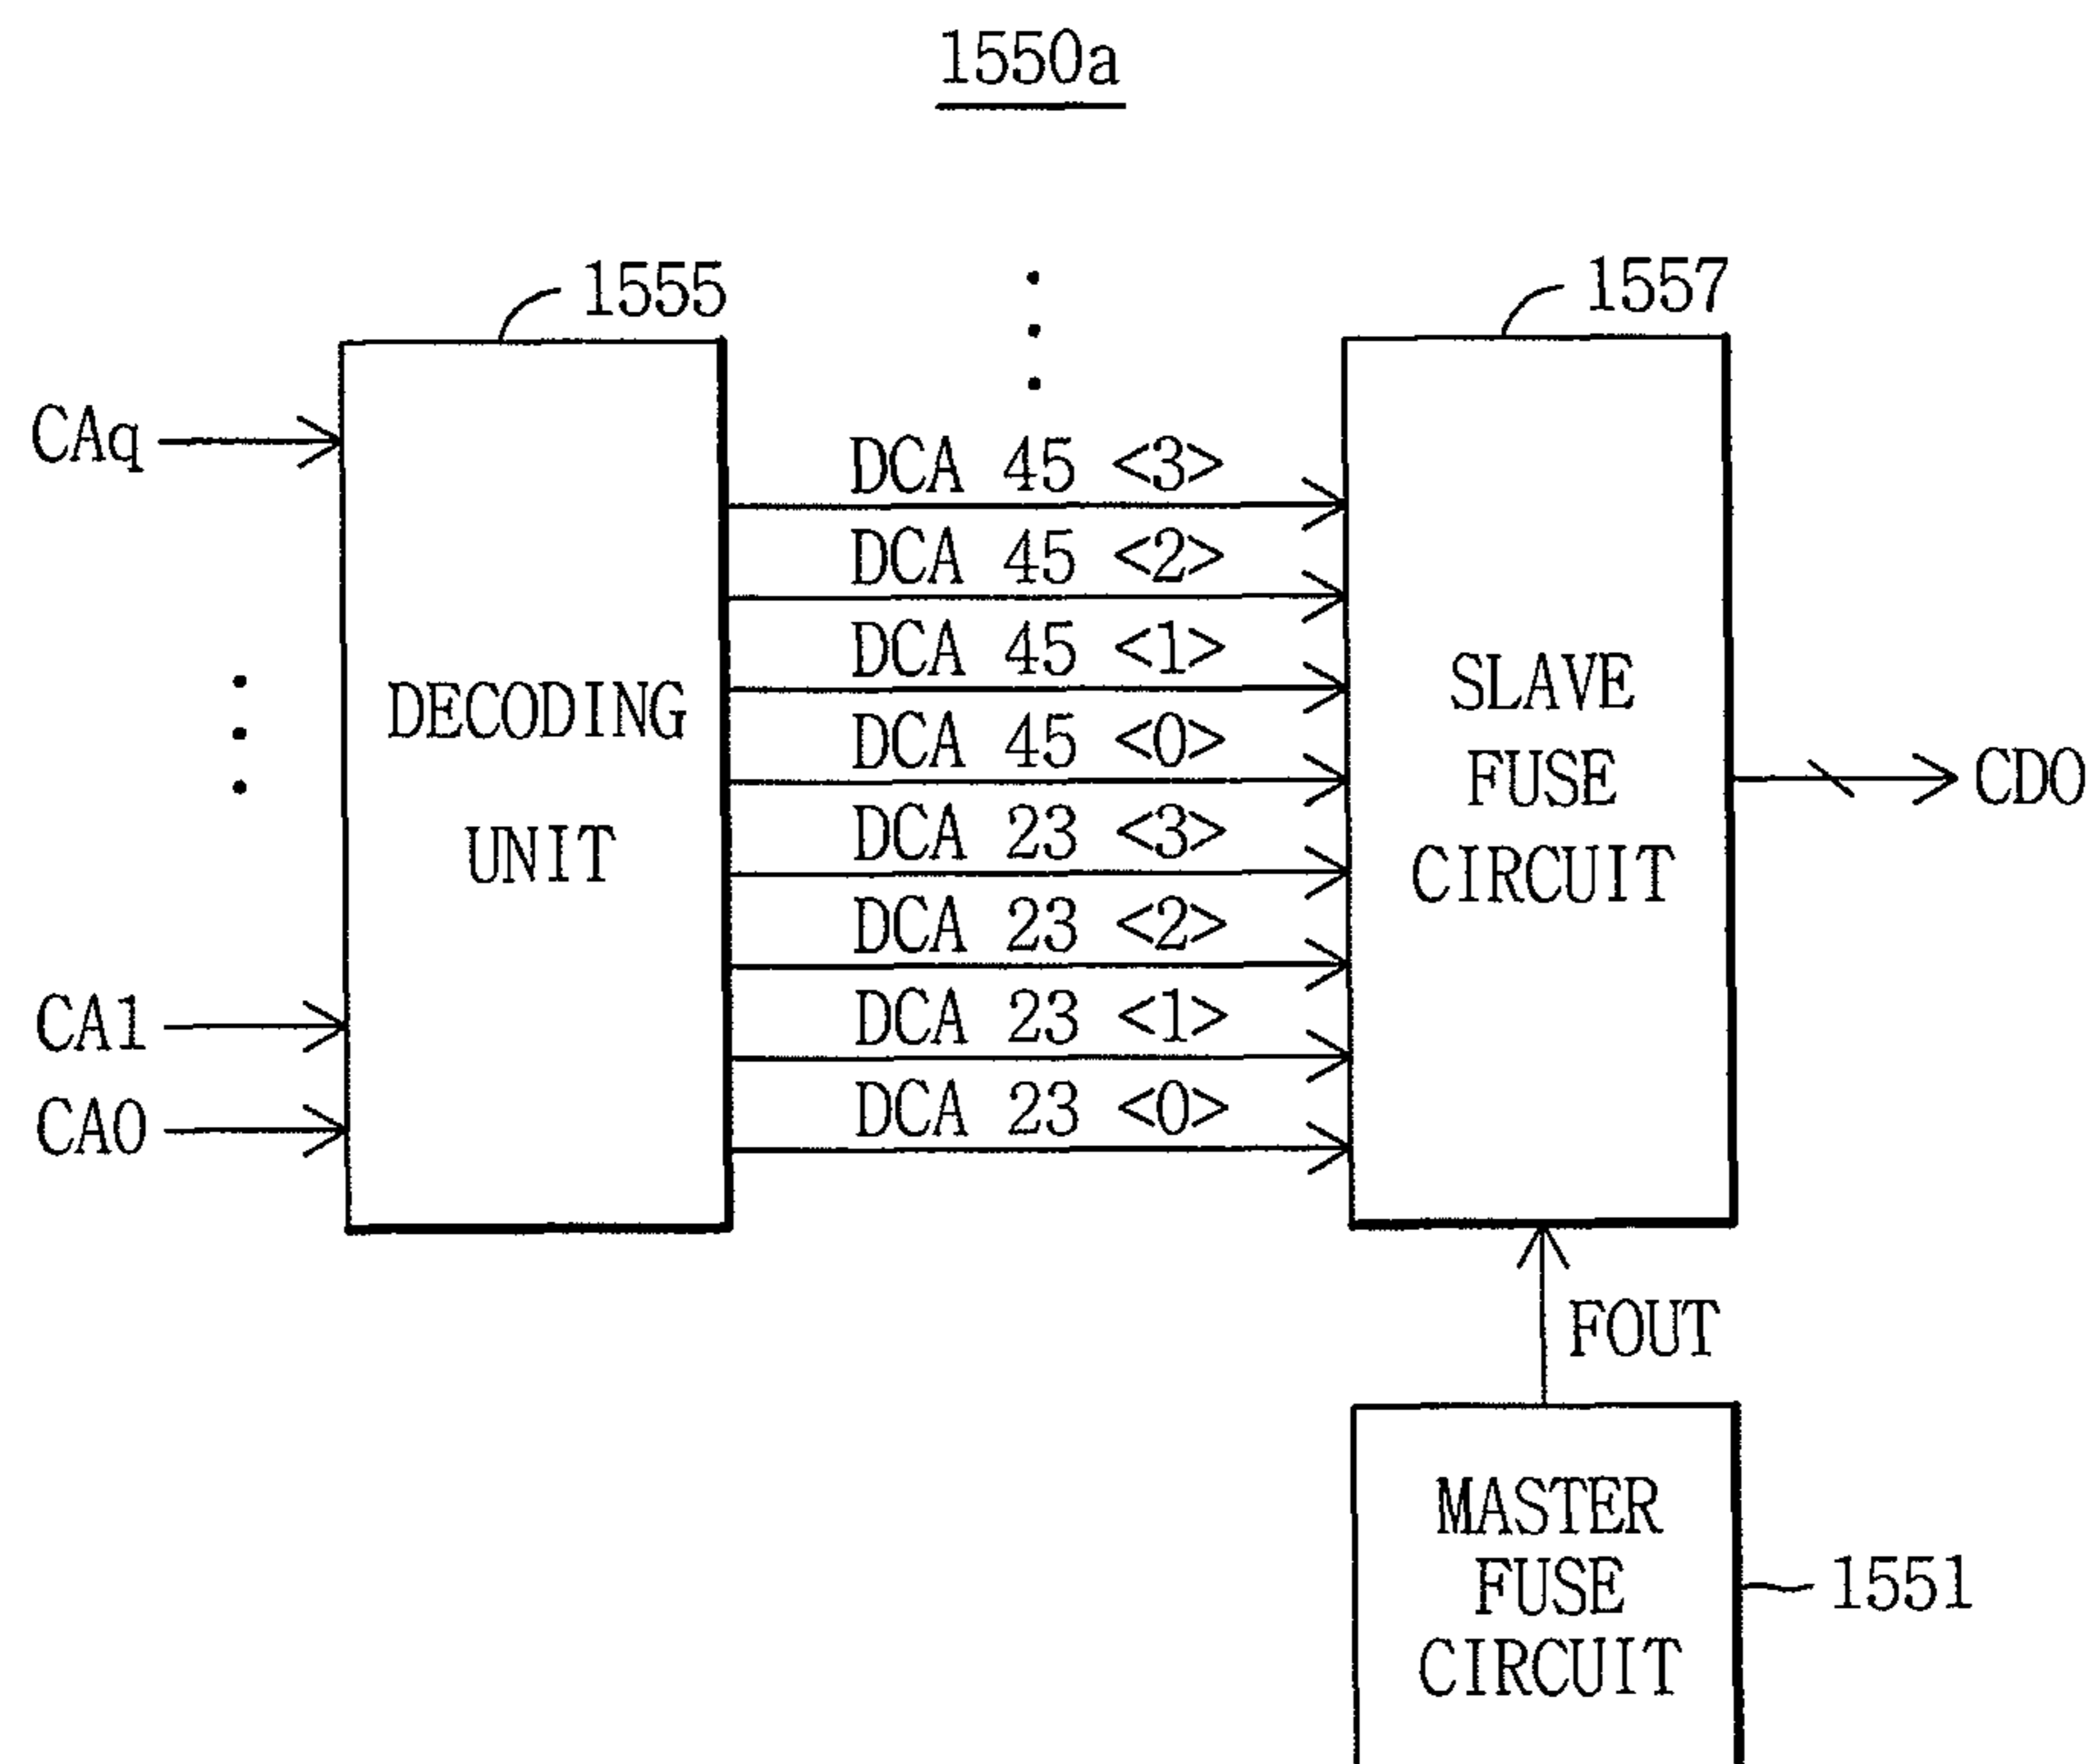 1550a
1555
1557
CAq
CA1
CA0
DECODING
UNIT
DCA 45 <3>
DCA 45 <2>
DCA 45 <1>
DCA 45 <0>
DCA 23 <3>
DCA 23 <2>
DCA 23 <1>
DCA 23 <0>
SLAVE
FUSE
CIRCUIT
CDO
FOUT
MASTER
FUSE
CIRCUIT
1551